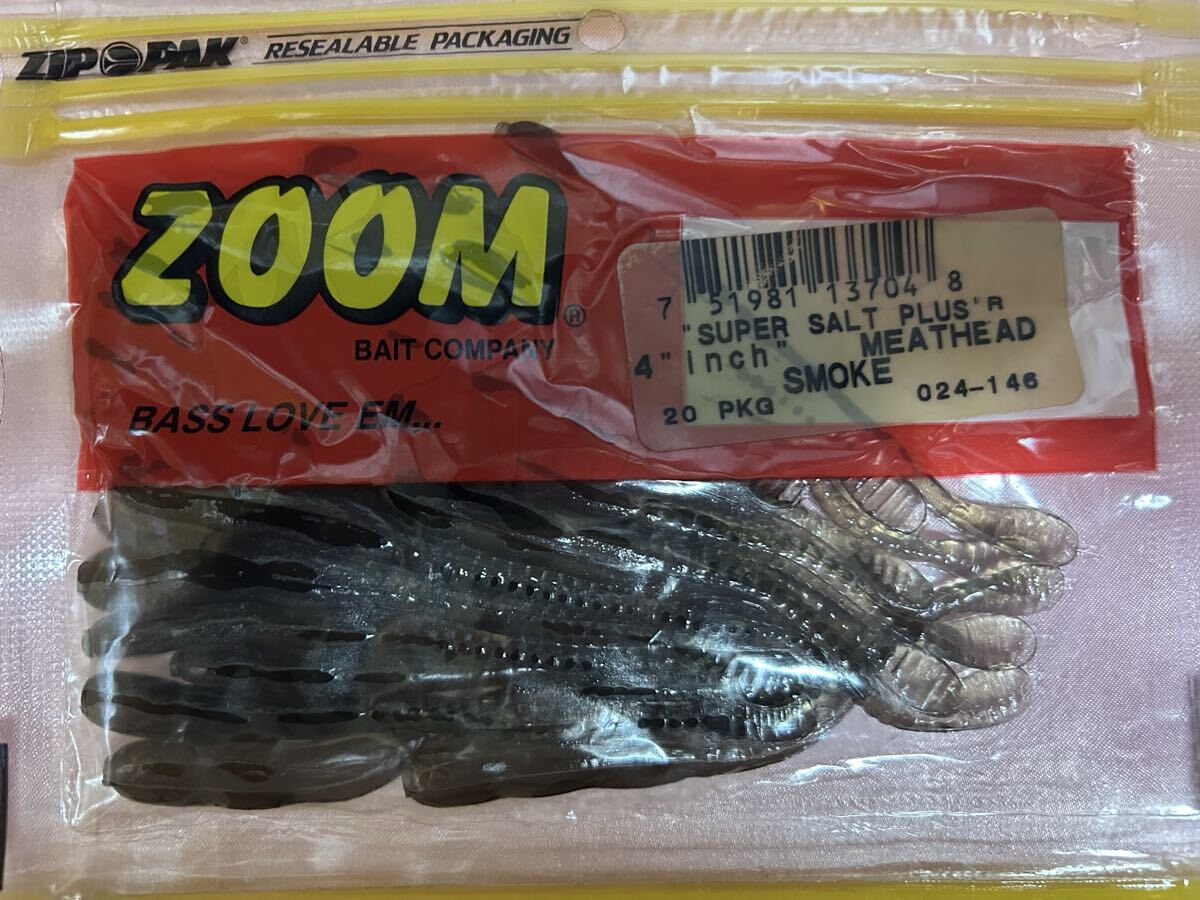 ZIP PAK® RESEALABLE PACKAGING
ZOOM®
BAIT COMPANY
BASS LOVE EM...
7 51981 13704 8
"SUPER SALT PLUS'R
4" inch" MEATHEAD
SMOKE
20 PKG 024-146